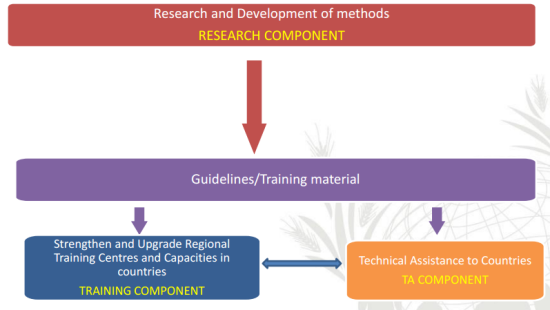 Research and Development of methods
RESEARCH COMPONENT
Guidelines/Training material
Strengthen and Upgrade Regional
Training Centres and Capacities in
countries
TRAINING COMPONENT
Technical Assistance to Countries
TA COMPONENT